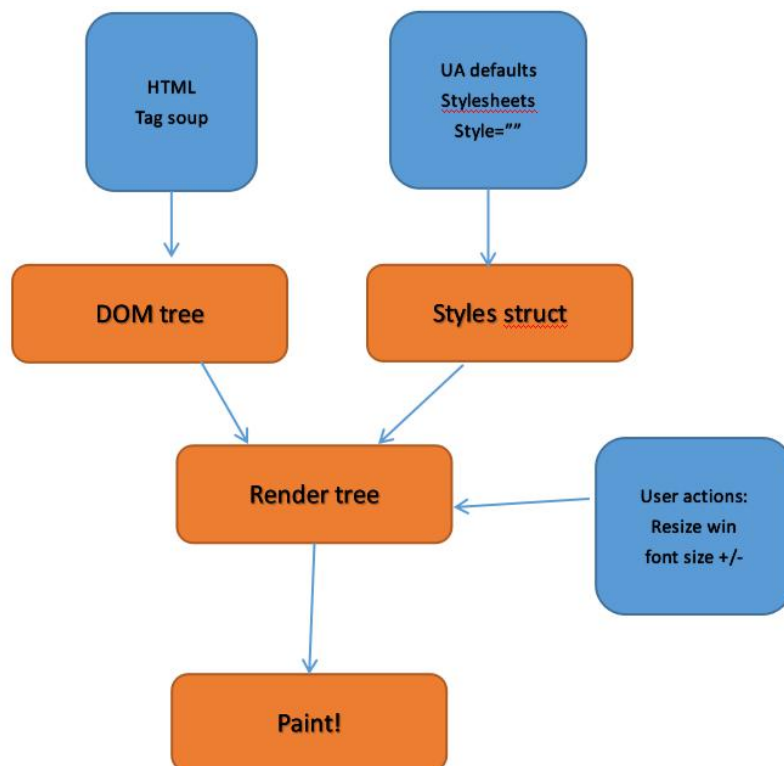 HTML
Tag soup
UA defaults
Stylesheets
Style=””
DOM tree
Styles struct
Render tree
User actions:
Resize win
font size +/-
Paint!